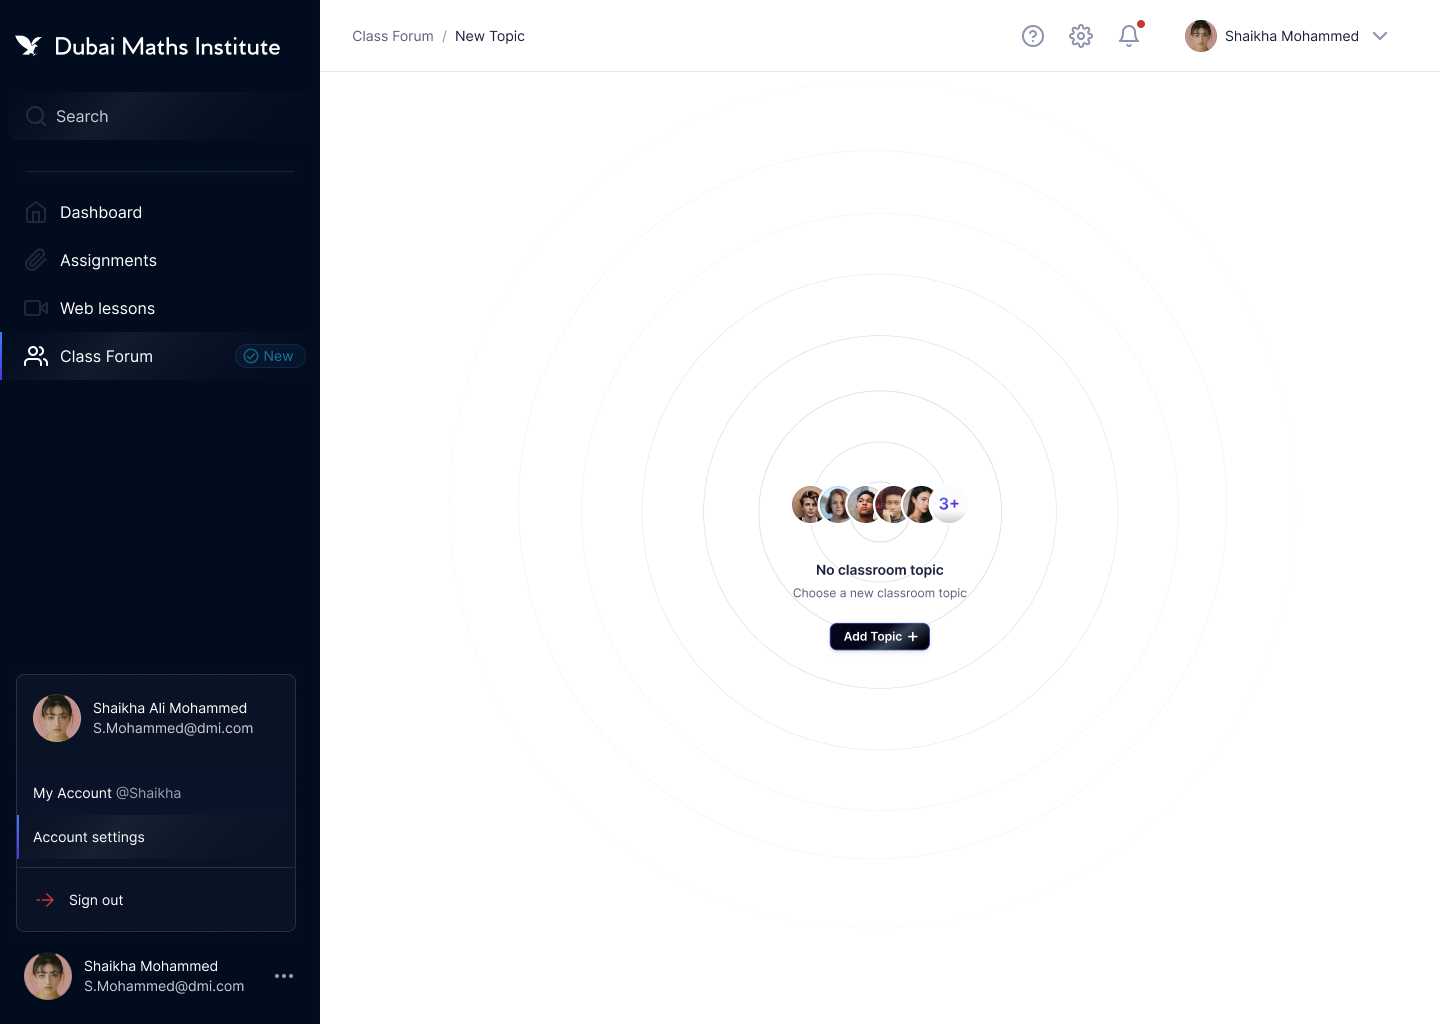 Dubai Maths Institute
Search
Dashboard
Assignments
Web lessons
Class Forum
New
Shaikha Ali Mohammed
S.Mohammed@dmi.com
My Account @Shaikha
Account settings
Sign out
Shaikha Mohammed
S.Mohammed@dmi.com
Class Forum / New Topic
Shaikha Mohammed
3+
No classroom topic
Choose a new classroom topic
Add Topic +